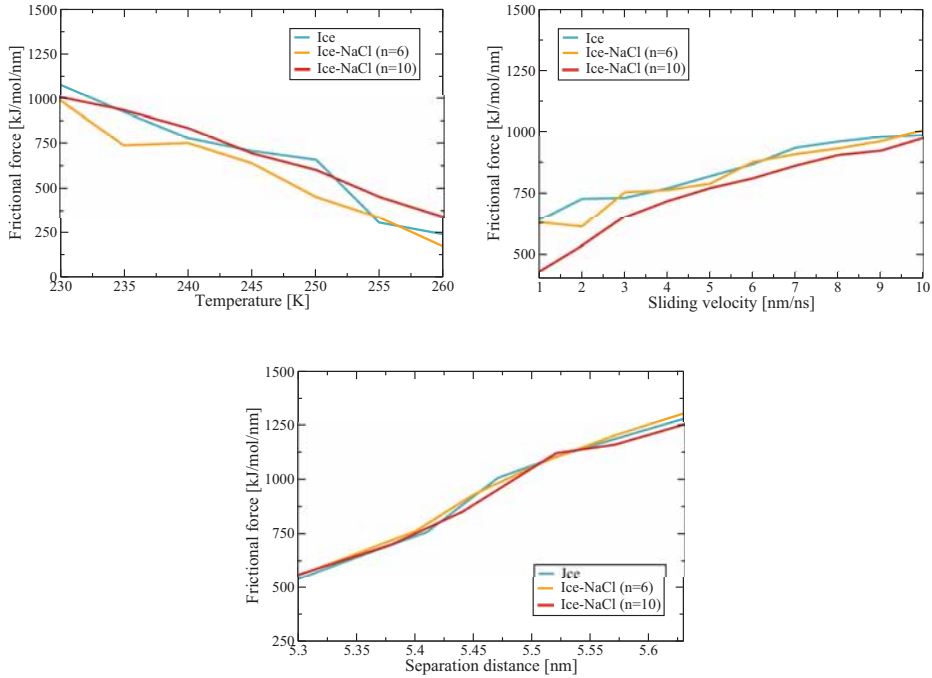 1500
1250
1000
750
500
250
0
Frictional force [kJ/mol/nm]
Ice
Ice-NaCl (n=6)
Ice-NaCl (n=10)
230 235 240 245 250 255 260
Temperature [K]
1500
1250
1000
750
500
Frictional force [kJ/mol/nm]
Ice
Ice-NaCl (n=6)
Ice-NaCl (n=10)
1 2 3 4 5 6 7 8 9 10
Sliding velocity [nm/ns]
1500
1250
1000
750
500
250
Frictional force [kJ/mol/nm]
Ice
Ice-NaCl (n=6)
Ice-NaCl (n=10)
5.3 5.35 5.4 5.45 5.5 5.55 5.6
Separation distance [nm]